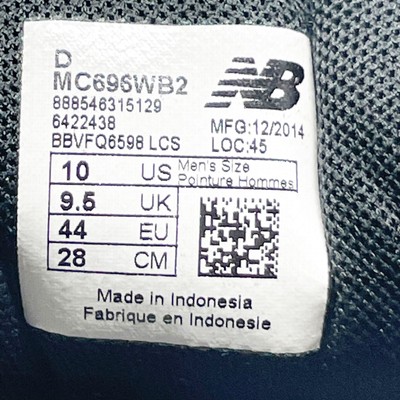 D
MC696WB2
NB
888546315129
6422438
MFG:12/2014
BBVFQ6598 LCS
LOC:45
10 US Men's Size
Pointure Hommes
9.5 UK
44 EU
28 CM
Made in Indonesia
Fabrique en Indonesie